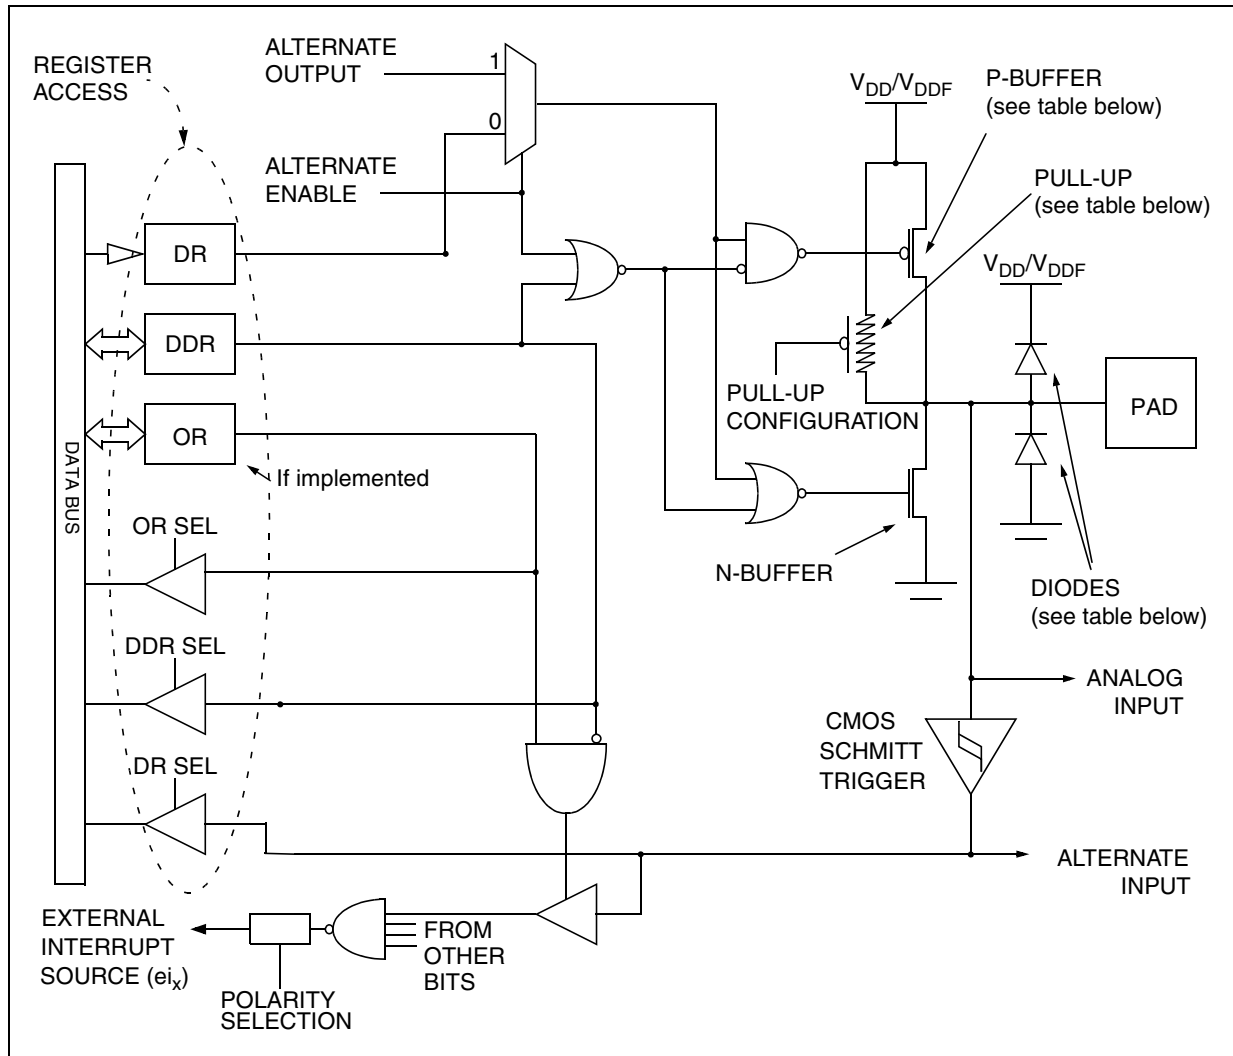 REGISTER
ACCESS
ALTERNATE
OUTPUT
1
0
ALTERNATE
ENABLE
V_DD/V_DDF
P-BUFFER
(see table below)
PULL-UP
(see table below)
DR
DDR
OR
If implemented
DATA BUS
V_DD/V_DDF
PULL-UP
CONFIGURATION
PAD
OR SEL
N-BUFFER
DIODES
(see table below)
DDR SEL
ANALOG
INPUT
CMOS
SCHMITT
TRIGGER
DR SEL
ALTERNATE
INPUT
EXTERNAL
INTERRUPT
SOURCE (ei_x)
FROM
OTHER
BITS
POLARITY
SELECTION